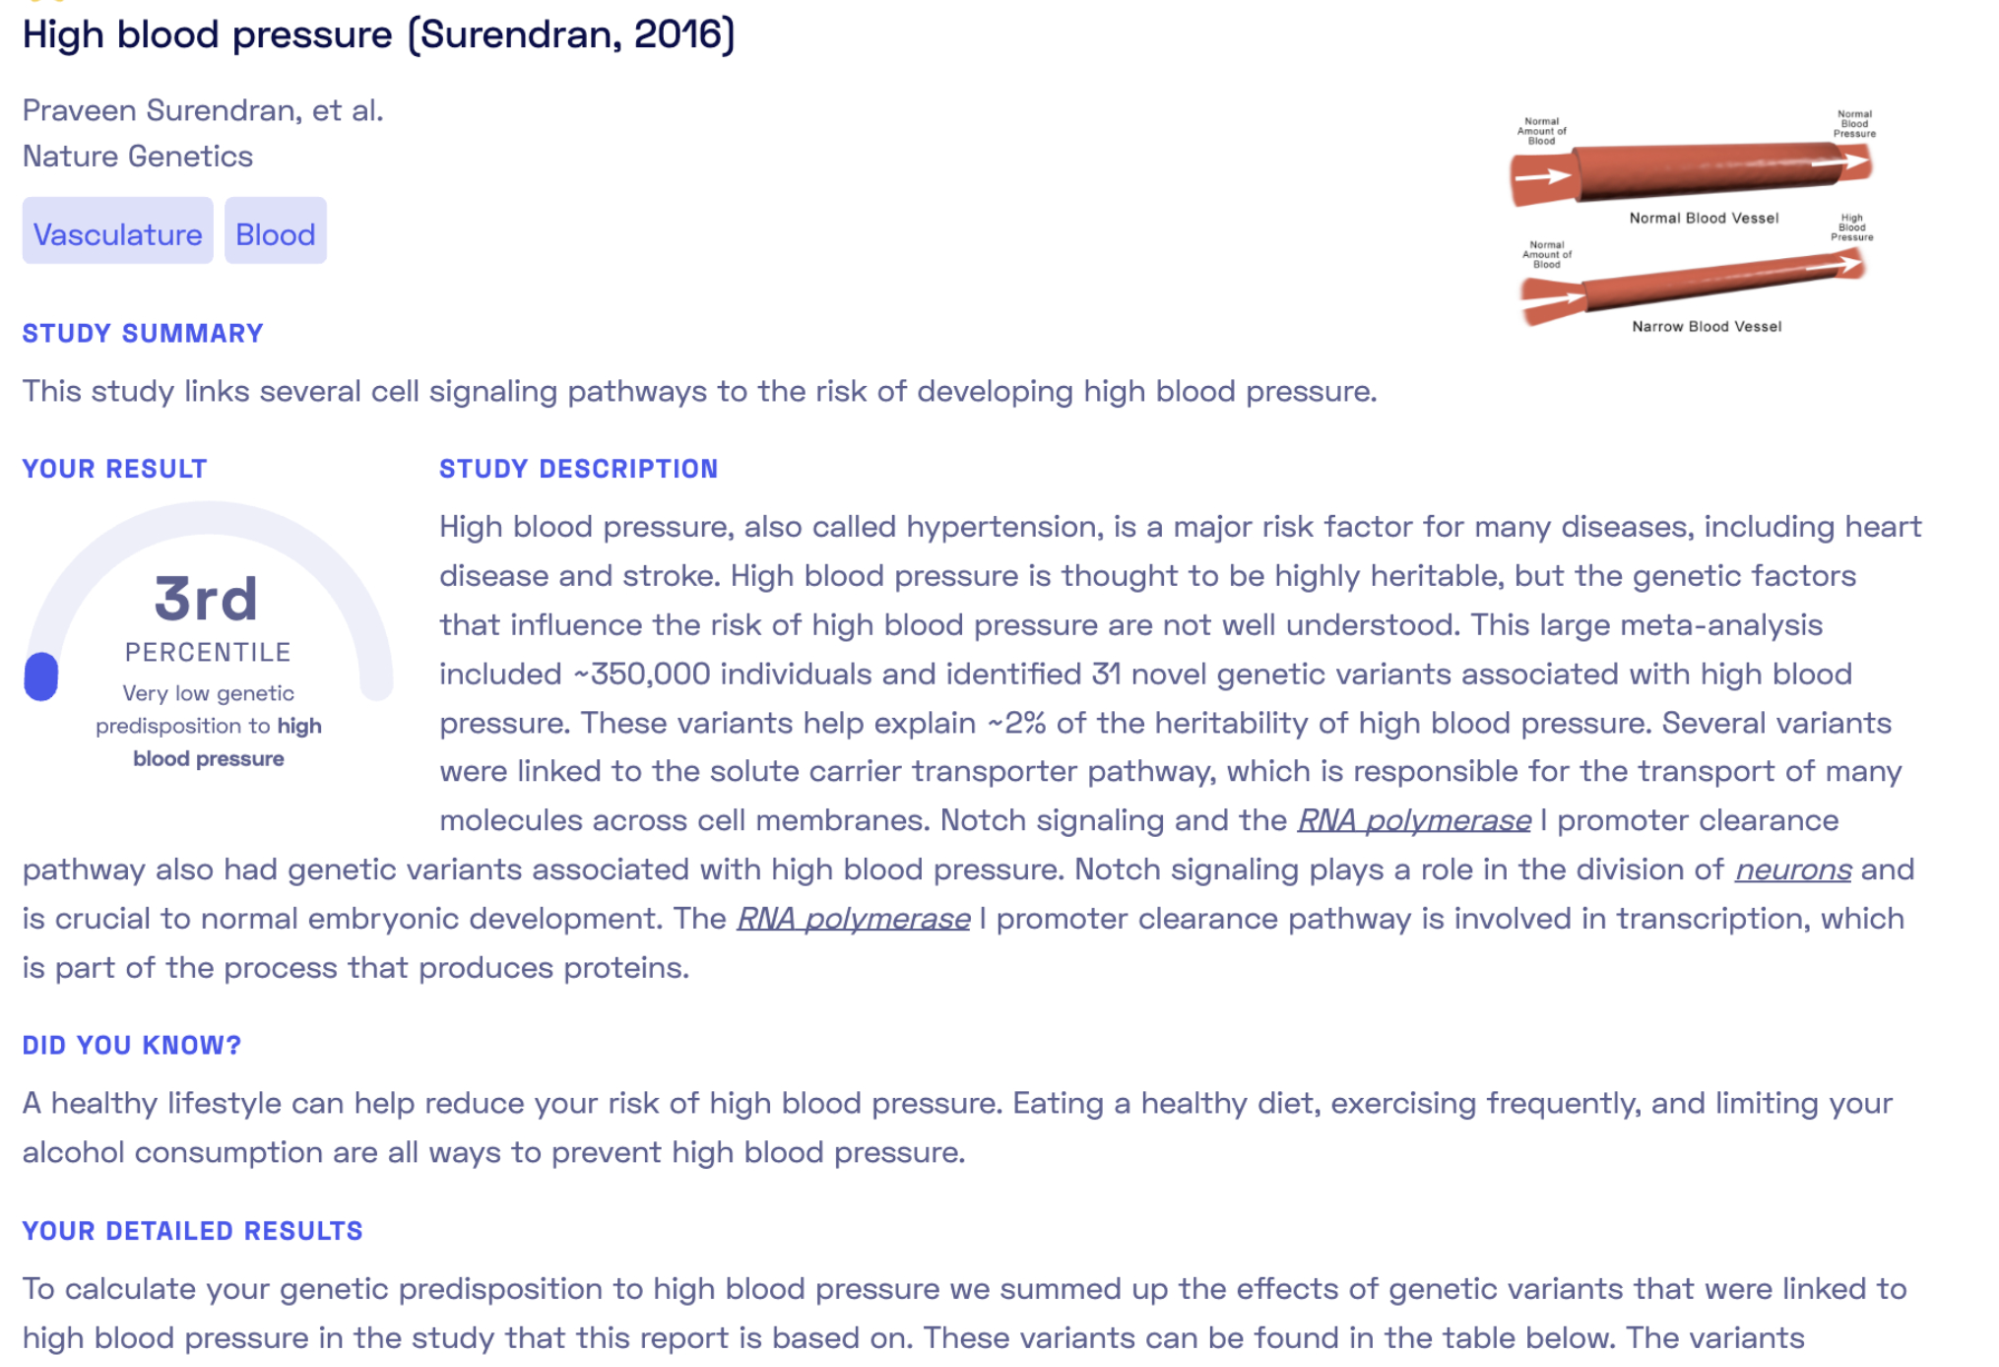 High blood pressure (Surendran, 2016)
Praveen Surendran, et al.
Nature Genetics
Vasculature Blood
Normal
Amount of
Blood
Normal
Blood
Pressure
Normal Blood Vessel
Normal
Amount of
Blood
High
Blood
Pressure
Narrow Blood Vessel
STUDY SUMMARY
This study links several cell signaling pathways to the risk of developing high blood pressure.
YOUR RESULT
3rd
PERCENTILE
Very low genetic
predisposition to high
blood pressure
STUDY DESCRIPTION
High blood pressure, also called hypertension, is a major risk factor for many diseases, including heart
disease and stroke. High blood pressure is thought to be highly heritable, but the genetic factors
that influence the risk of high blood pressure are not well understood. This large meta-analysis
included ~350,000 individuals and identified 31 novel genetic variants associated with high blood
pressure. These variants help explain ~2% of the heritability of high blood pressure. Several variants
were linked to the solute carrier transporter pathway, which is responsible for the transport of many
molecules across cell membranes. Notch signaling and the RNA polymerase I promoter clearance
pathway also had genetic variants associated with high blood pressure. Notch signaling plays a role in the division of neurons and
is crucial to normal embryonic development. The RNA polymerase I promoter clearance pathway is involved in transcription, which
is part of the process that produces proteins.
DID YOU KNOW?
A healthy lifestyle can help reduce your risk of high blood pressure. Eating a healthy diet, exercising frequently, and limiting your
alcohol consumption are all ways to prevent high blood pressure.
YOUR DETAILED RESULTS
To calculate your genetic predisposition to high blood pressure we summed up the effects of genetic variants that were linked to
high blood pressure in the study that this report is based on. These variants can be found in the table below. The variants